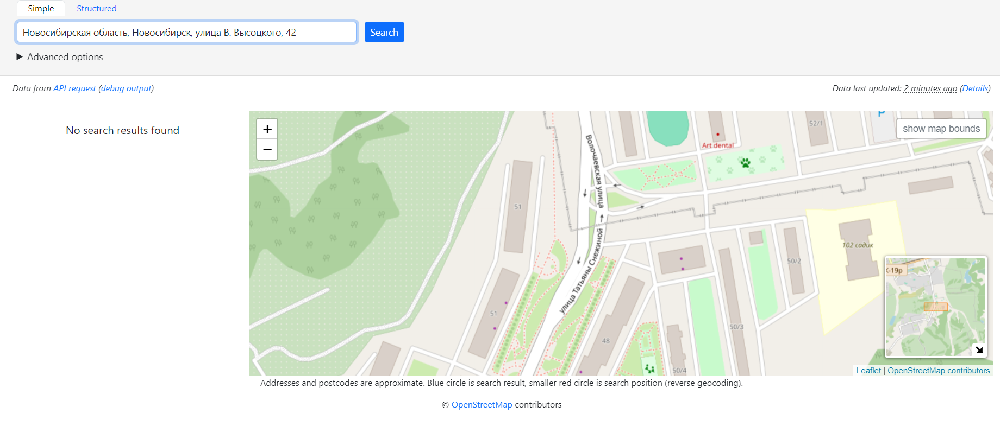 Simple Structured
Новосибирская область, Новосибирск, улица В. Высоцкого, 42 Search
Advanced options
Data from API request (debug output) Data last updated: 2 minutes ago (Details)
No search results found
+
−
show map bounds
P
52/1
Art dental
Волочаевская улица
51
улица Татьяны Снежиной
102 садик
50/2
К-19р
51
50/3
48
50/4
Leaflet | OpenStreetMap contributors
Addresses and postcodes are approximate. Blue circle is search result, smaller red circle is search position (reverse geocoding).
© OpenStreetMap contributors